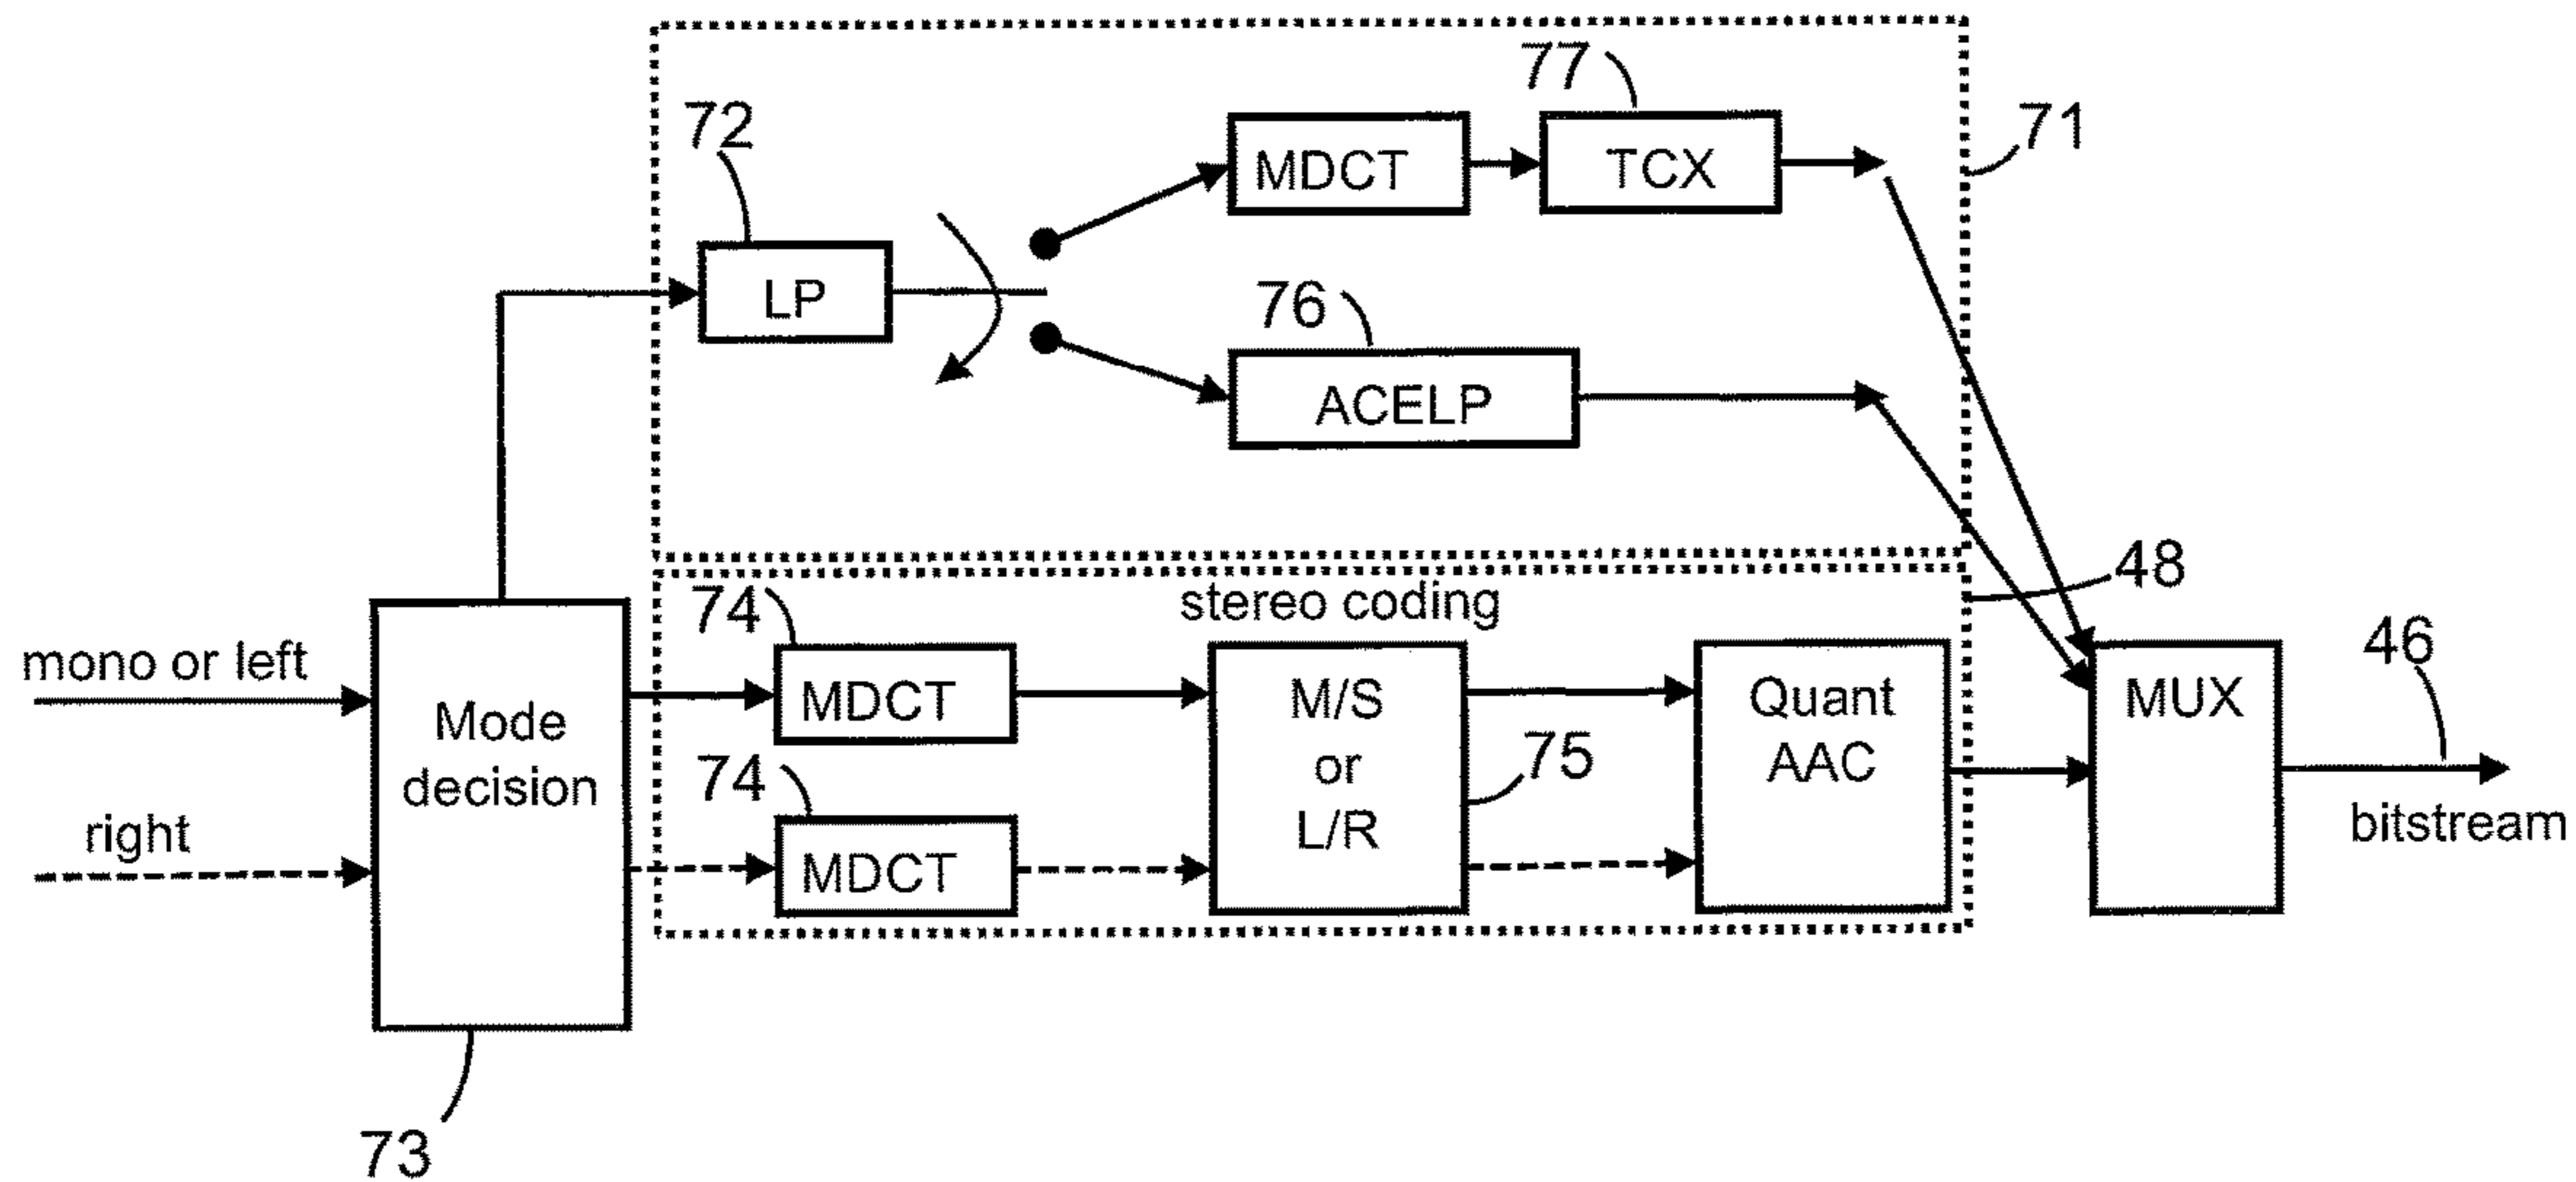 77
72
71
MDCT
TCX
LP
76
ACELP
48
74
stereo coding
46
mono or left
MDCT
M/S
or
L/R
Quant
AAC
MUX
Mode
decision
74
75
right
MDCT
bitstream
73